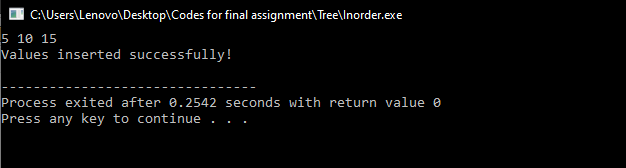 C:\Users\Lenovo\Desktop\Codes for final assignment\Tree\Inorder.exe
5 10 15
Values inserted successfully!
--------------------------------
Process exited after 0.2542 seconds with return value 0
Press any key to continue . . .